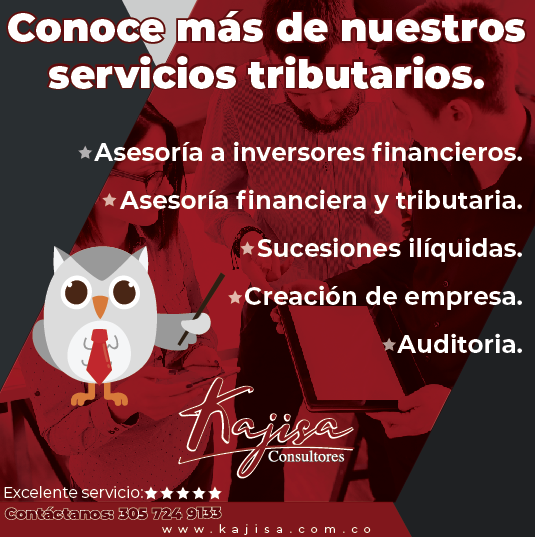 Conoce más de nuestros
servicios tributarios.
Asesoría a inversores financieros.
Asesoría financiera y tributaria.
Sucesiones ilíquidas.
Creación de empresa.
Auditoria.
Kajisa
Consultores
Excelente servicio:
Contáctanos: 305 724 9133
www.kajisa.com.co